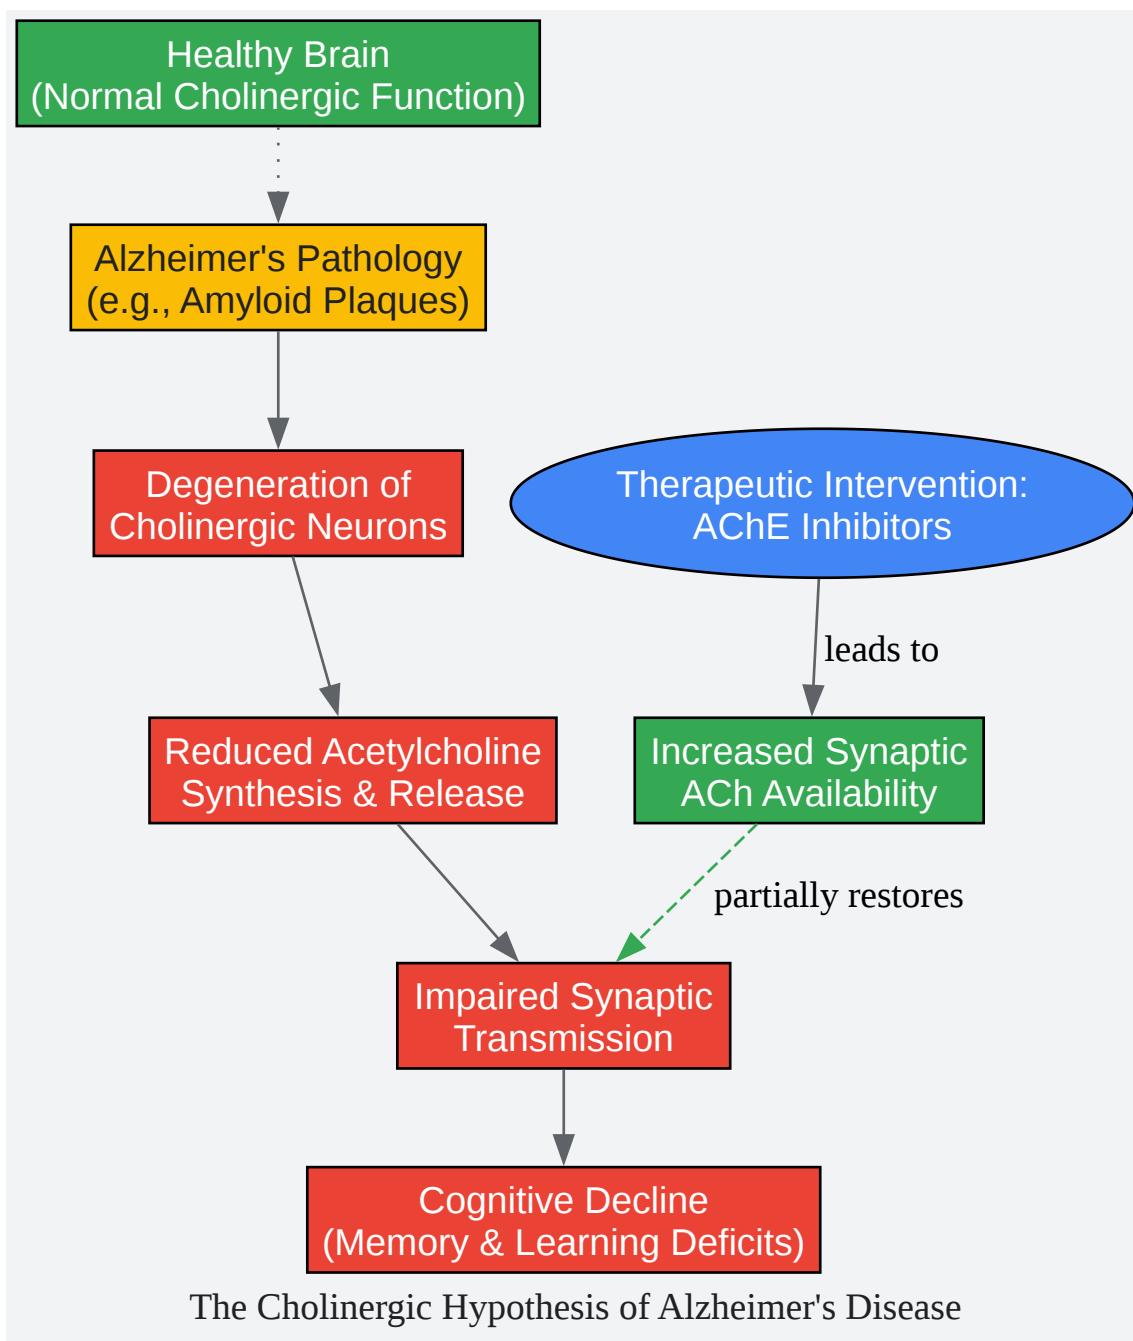 Healthy Brain
(Normal Cholinergic Function)
Alzheimer's Pathology
(e.g., Amyloid Plaques)
Degeneration of
Cholinergic Neurons
Therapeutic Intervention:
AChE Inhibitors
leads to
Reduced Acetylcholine
Synthesis & Release
Increased Synaptic
ACh Availability
partially restores
Impaired Synaptic
Transmission
Cognitive Decline
(Memory & Learning Deficits)
The Cholinergic Hypothesis of Alzheimer's Disease